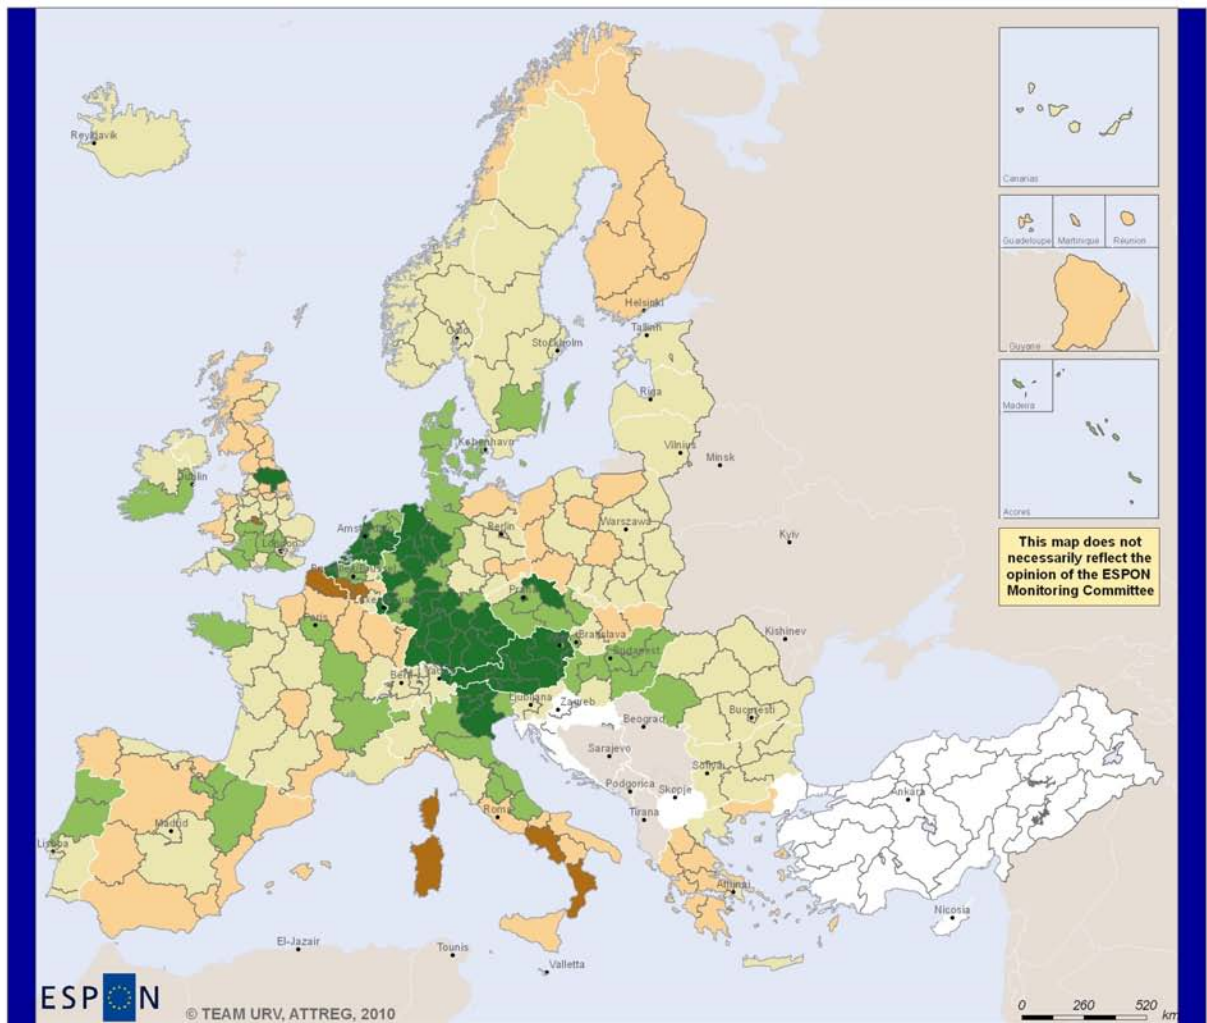 Reykjavik
Canarias
Guadeloupe
Martinique
Réunion
Guyane
Madeira
Acores
Helsinki
Tallinn
Oslo
Stockholm
Riga
Kobenhavn
Vilnius
Minsk
Dublin
Berlin
Warszawa
Kyiv
London
This map does not
necessarily reflect the
opinion of the ESPON
Monitoring Committee
Paris
Bratislava
Budapest
Kishinev
Bern
Ljubljana
Zagreb
Beograd
Bucuresti
Sarajevo
Sofiya
Podgorica
Skopje
Ankara
Roma
Tirana
Madrid
Lisboa
Athinai
Nicosia
El-Jazair
Tounis
Valletta
ESPON
© TEAM URV, ATTREG, 2010
0 260 520
km